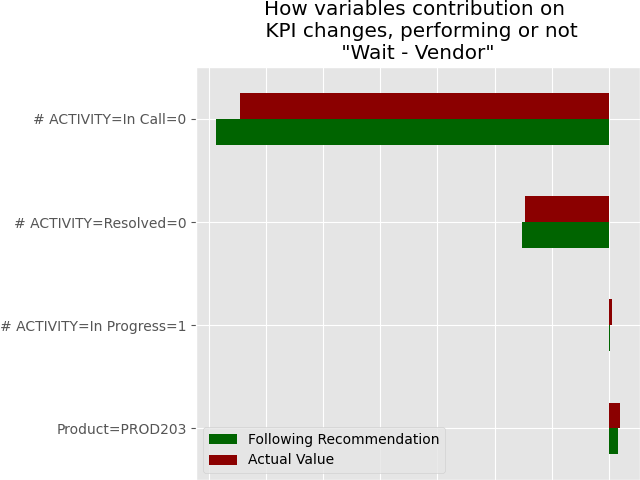 How variables contribution on
KPI changes, performing or not
"Wait - Vendor"
# ACTIVITY=In Call=0
# ACTIVITY=Resolved=0
# ACTIVITY=In Progress=1
Product=PROD203
Following Recommendation
Actual Value